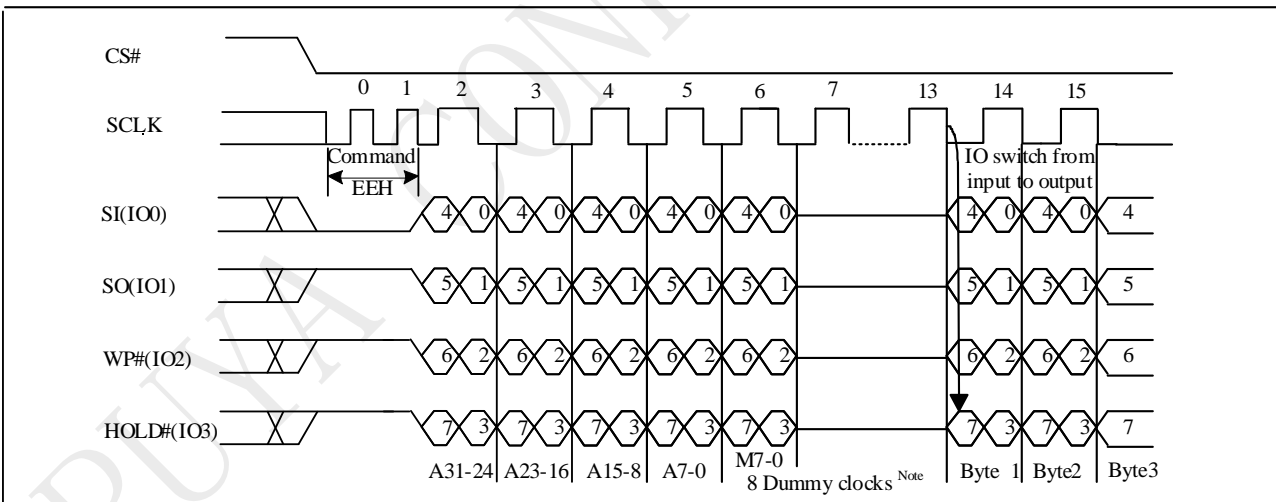 CS#
0 1 2 3 4 5 6 7 13 14 15
SCLK
Command
EEH
IO switch from
input to output
SI(IO0) 4 0 4 0 4 0 4 0 4 0 4 0 4 0 4
SO(IO1) 5 1 5 1 5 1 5 1 5 1 5 1 5 1 5
WP#(IO2) 6 2 6 2 6 2 6 2 6 2 6 2 6 2 6
HOLD#(IO3) 7 3 7 3 7 3 7 3 7 3 7 3 7 3 7
A31-24 A23-16 A15-8 A7-0 M7-0 Byte 1 Byte2 Byte3
8 Dummy clocks Note
PUYA CON